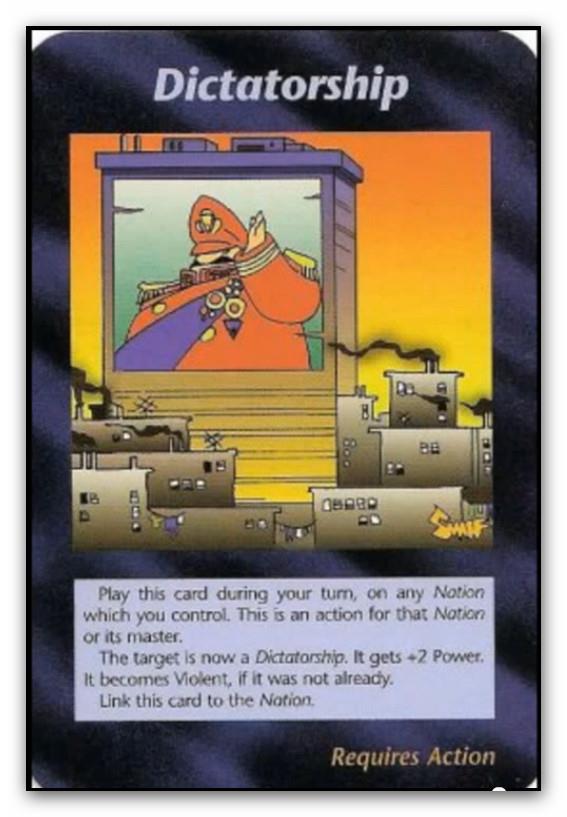 Dictatorship
Play this card during your turn, on any Nation
which you control. This is an action for that Nation
or its master.
The target is now a Dictatorship. It gets +2 Power.
It becomes Violent, if it was not already.
Link this card to the Nation.
Requires Action